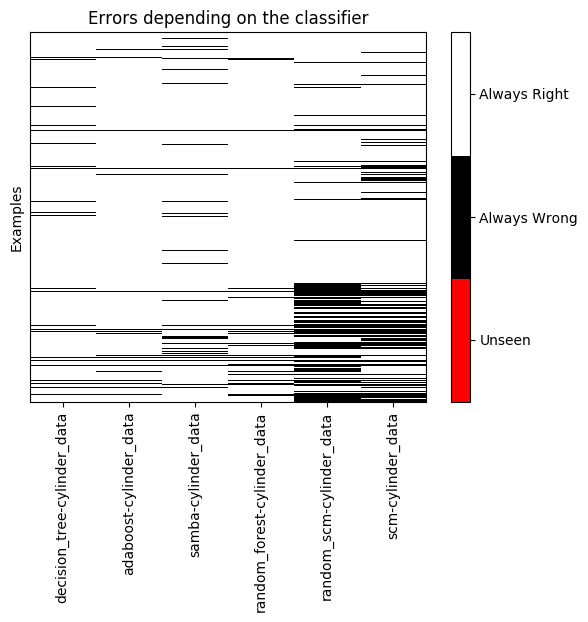 Errors depending on the classifier
Examples
Always Right
Always Wrong
Unseen
decision_tree-cylinder_data
adaboost-cylinder_data
samba-cylinder_data
random_forest-cylinder_data
random_scm-cylinder_data
scm-cylinder_data